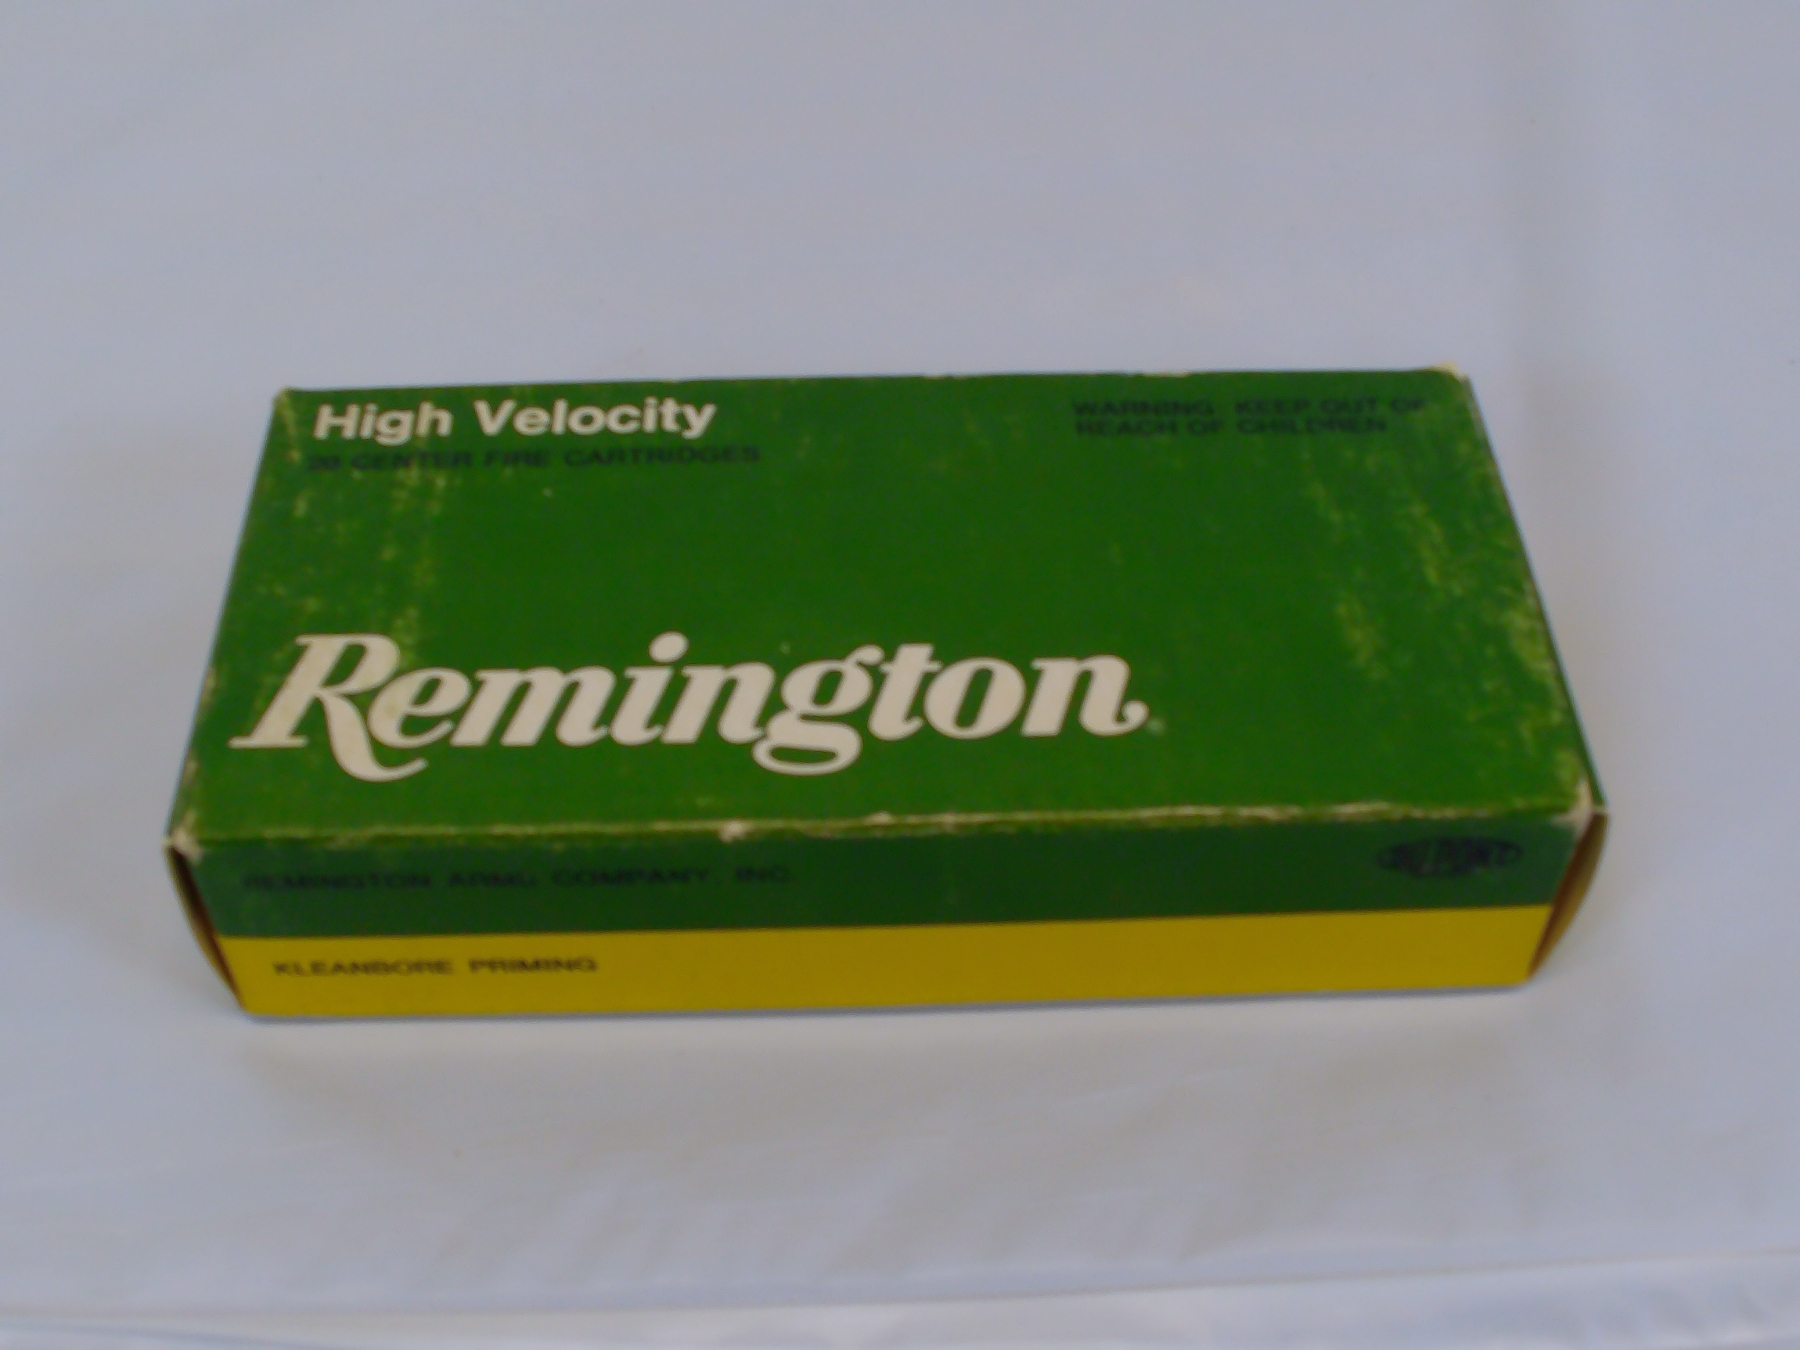 High Velocity
20 CENTER FIRE CARTRIDGES
WARNING: KEEP OUT OF
REACH OF CHILDREN
Remington
REMINGTON ARMS COMPANY, INC.
KLEANBORE PRIMING